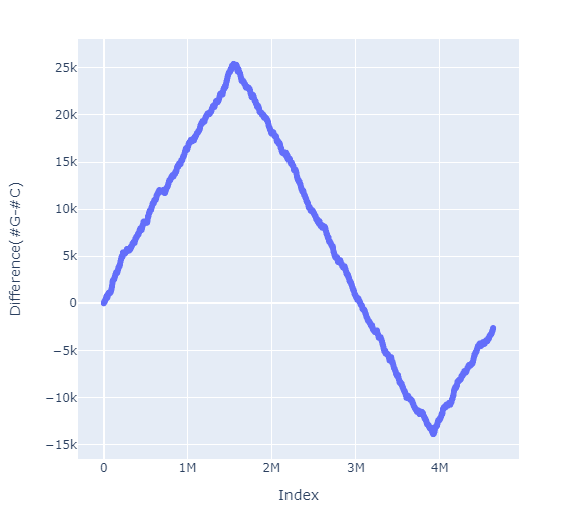 25k
20k
15k
10k
5k
0
−5k
−10k
−15k
0 1M 2M 3M 4M
Index
Difference(#G-#C)